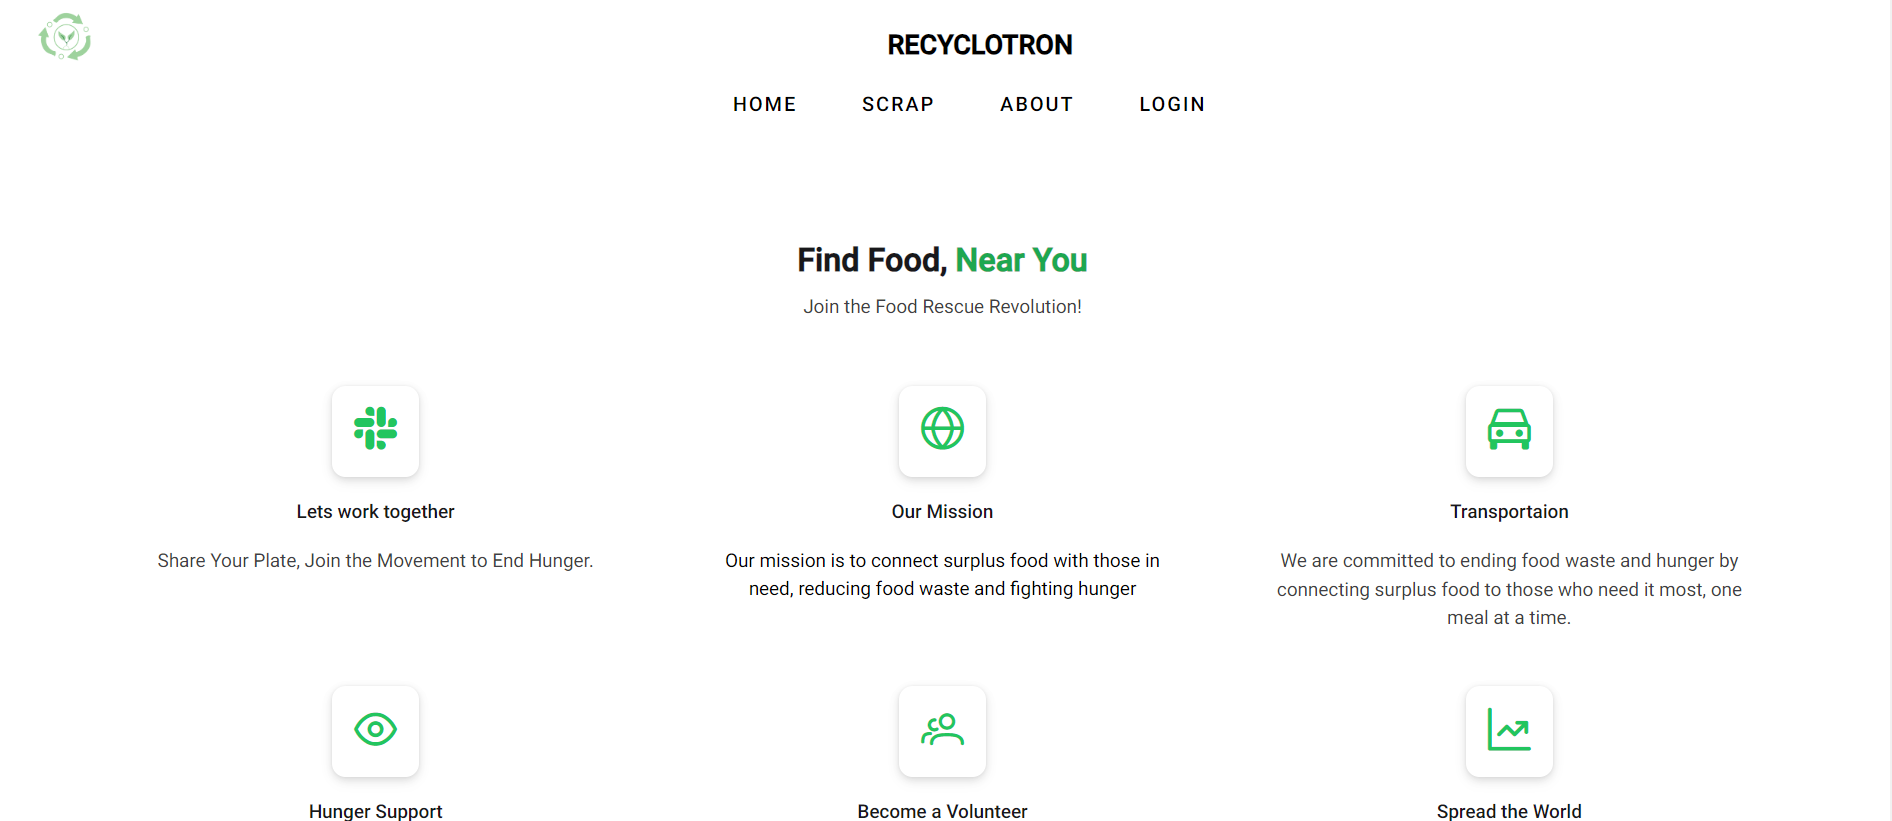 RECYCLOTRON
HOME SCRAP ABOUT LOGIN
Find Food, Near You
Join the Food Rescue Revolution!
Lets work together
Share Your Plate, Join the Movement to End Hunger.
Our Mission
Our mission is to connect surplus food with those in
need, reducing food waste and fighting hunger
Transportaion
We are committed to ending food waste and hunger by
connecting surplus food to those who need it most, one
meal at a time.
Hunger Support
Become a Volunteer
Spread the World